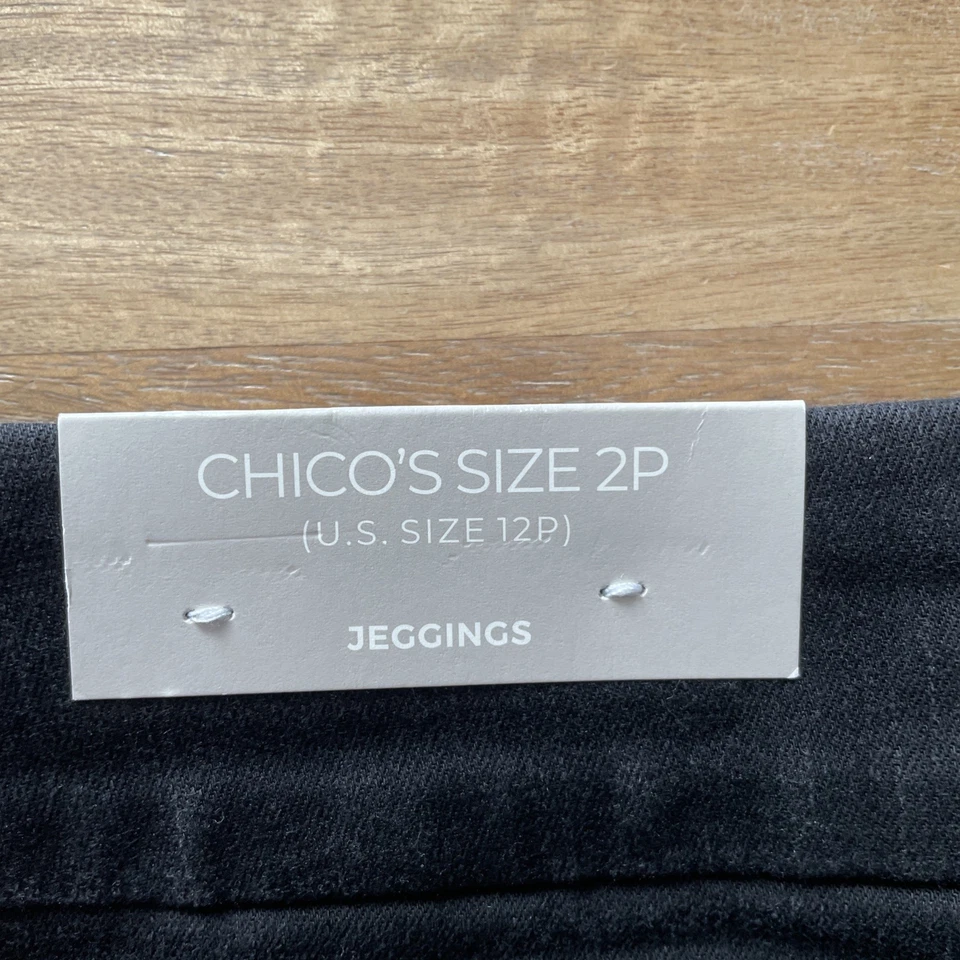 CHICO'S SIZE 2P
(U.S. SIZE 12P)
JEGGINGS